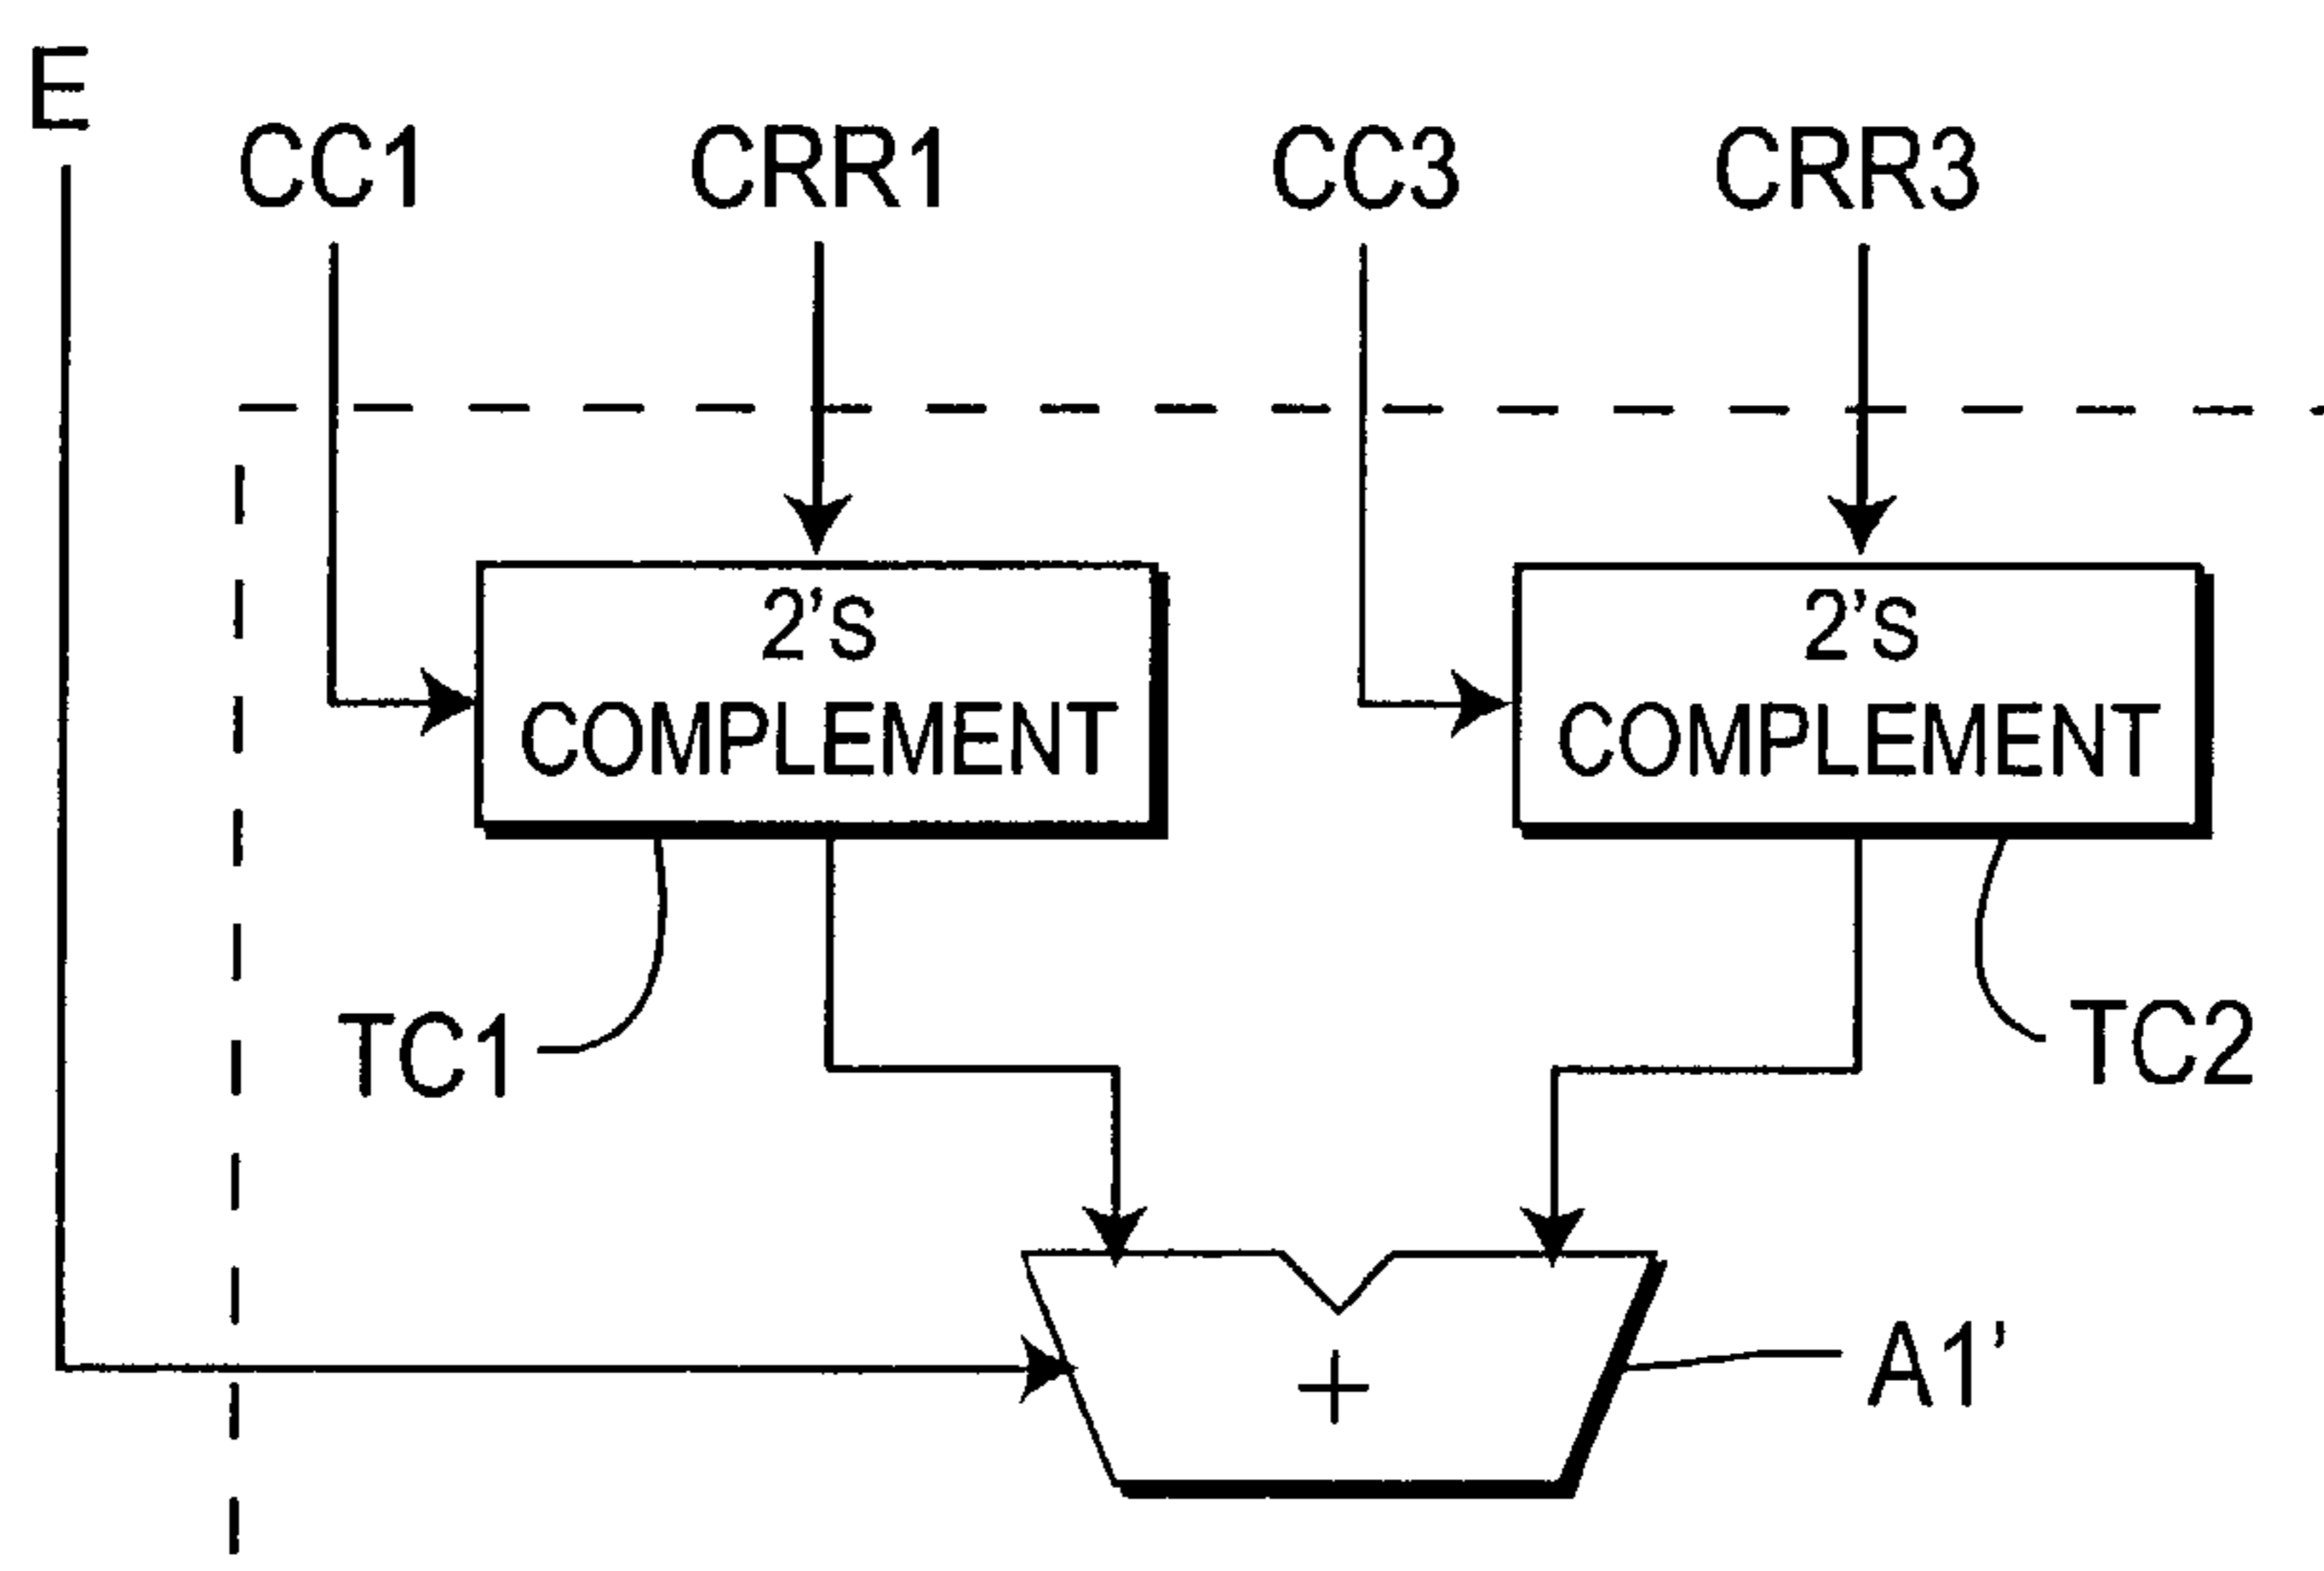 E
CC1
CRR1
CC3
CRR3
2’s
COMPLEMENT
2’s
COMPLEMENT
TC1
TC2
+
A1’